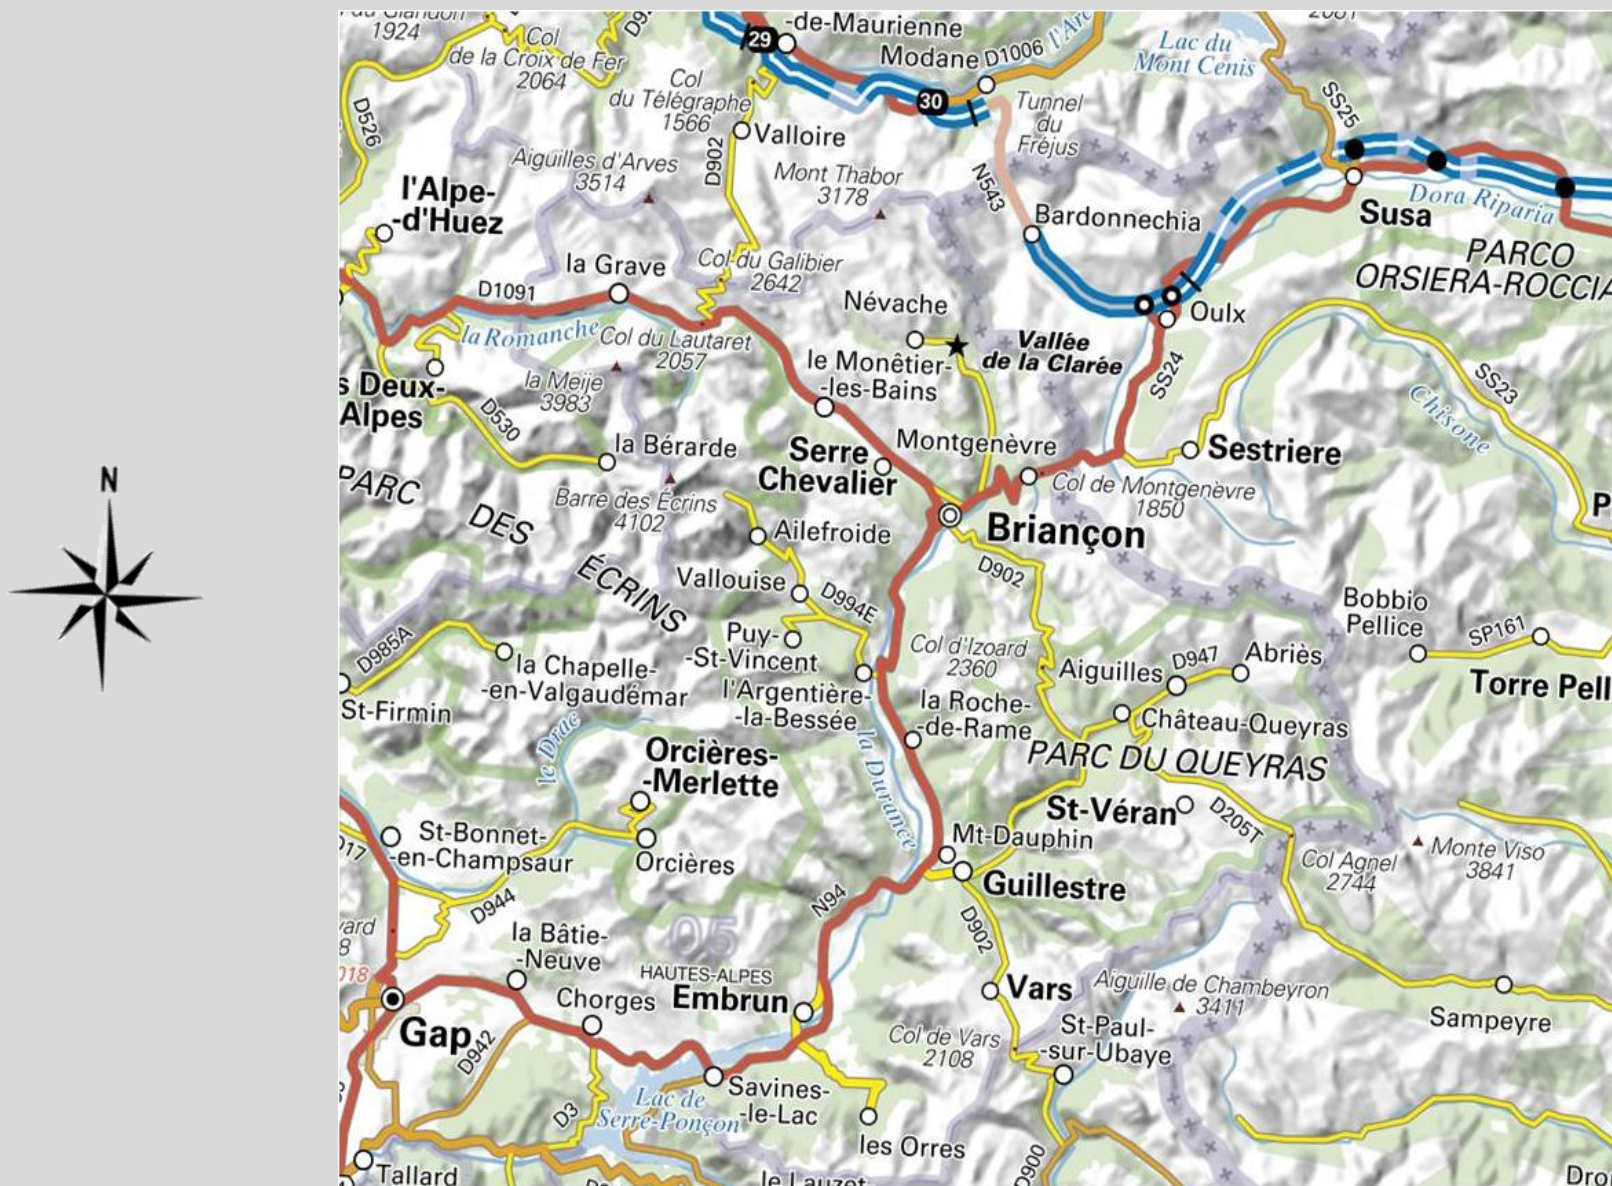 du Glandon
1924
Col
de la Croix de Fer
2064
29
-de-Maurienne
Modane
D1006
l'Arc
Lac du
Mont Cenis
2081
Col
du Télégraphe
1566
30
Tunnel
du
Fréjus
SS25
D526
Valloire
D902
Aiguilles d'Arves
3514
Mont Thabor
3178
N543
l'Alpe-
-d'Huez
Bardonnechia
Dora Riparia
Susa
PARCO
ORSIERA-ROCCIA
la Grave
D1091
Col du Galibier
2642
Névache
Oulx
la Romanche
Col du Lautaret
2057
Vallée
de la Clarée
le Monêtier-
-les-Bains
la Meije
3983
s Deux-
Alpes
SS24
SS23
Chisone
D530
la Bérarde
Serre
Chevalier
Montgenèvre
Sestriere
N
PARC
DES
ÉCRINS
Barre des Écrins
4102
Col de Montgenèvre
1850
P
Ailefroide
Briançon
Vallouise
D994E
D902
Bobbio
Pellice
SP161
D985A
Puy-
-St-Vincent
Col d'Izoard
2360
Aiguilles
D947
Abriès
la Chapelle-
-en-Valgaudémar
l'Argentière-
-la-Bessée
la Roche-
-de-Rame
Torre Pell
St-Firmin
Château-Queyras
le Drac
Orcières-
-Merlette
la Durance
PARC DU QUEYRAS
St-Véran
D205T
St-Bonnet-
-en-Champsaur
Orcières
Mt-Dauphin
Col Agnel
2744
Monte Viso
3841
D17
Guillestre
D944
N94
05
D902
vard
8
la Bâtie-
-Neuve
HAUTES-ALPES
018
Chorges
Embrun
Vars
Aiguille de Chambeyron
3411
Sampeyre
Gap
D942
Col de Vars
2108
St-Paul-
-sur-Ubaye
Savines-
-le-Lac
Lac de
Serre-Ponçon
D3
les Orres
D900
Tallard
le Lauzet
Dro